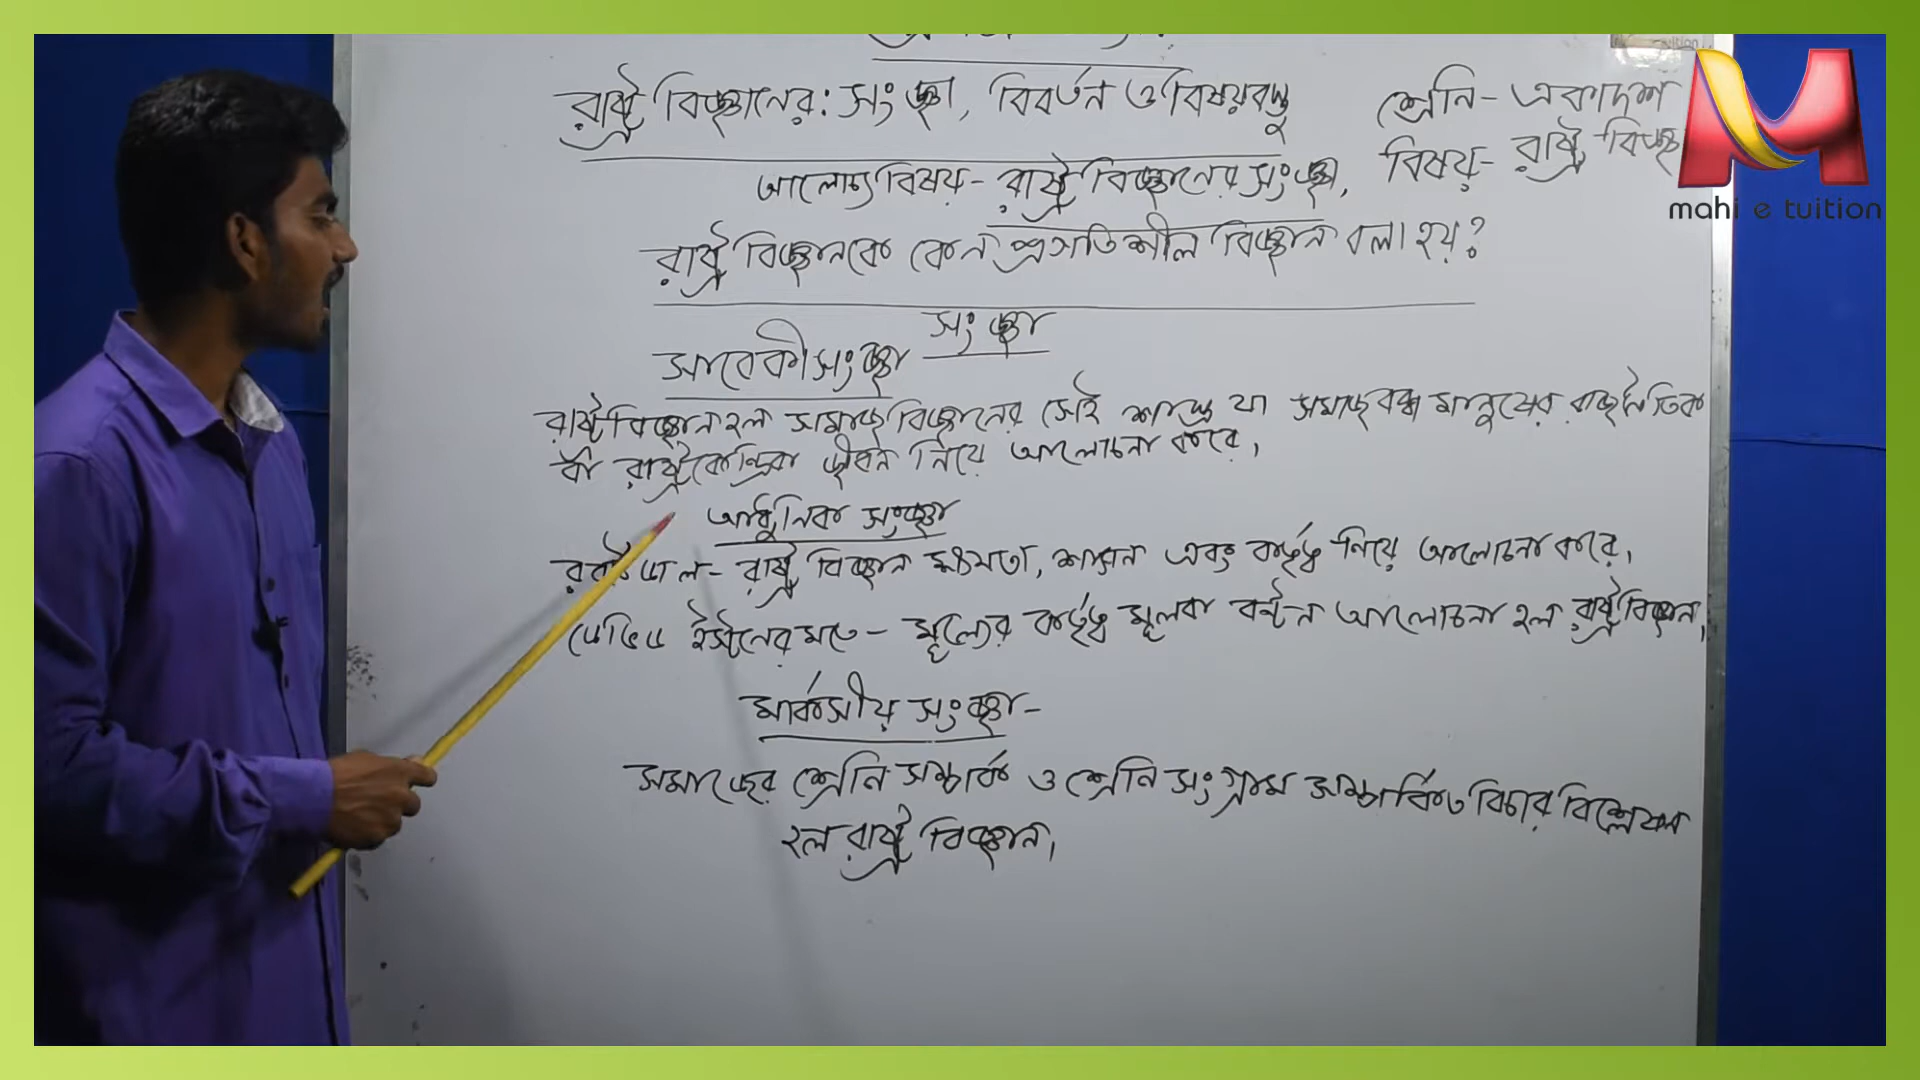 রাষ্ট্র বিজ্ঞানের: সংজ্ঞা, বিবর্তন ও বিষয়বস্তু
শ্রেনি - একাদশ
বিষয় - রাষ্ট্র বিজ্ঞ
আলোচ্য বিষয় - রাষ্ট্র বিজ্ঞানের সংজ্ঞা,
রাষ্ট্র বিজ্ঞানকে কেন প্রগতিশীল বিজ্ঞান বলা হয়?
সংজ্ঞা
সাবেকী সংজ্ঞা
রাষ্ট্রবিজ্ঞান হল সমাজ বিজ্ঞানের সেই শাস্ত্র যা সমাজবদ্ধ মানুষের রাজনৈতিক
বা রাষ্ট্রকেন্দ্রিক জীবন নিয়ে আলোচনা করে।
আধুনিক সংজ্ঞা
রবার্ট ডাল - রাষ্ট্র বিজ্ঞান ক্ষমতা, শাসন এবং কর্তৃত্ব নিয়ে আলোচনা করে।
ডেভিড ইস্টনের মতে - মূল্যের কর্তৃত্ব মূলক বন্টন আলোচনা হল রাষ্ট্রবিজ্ঞান।
মার্কসীয় সংজ্ঞা -
সমাজের শ্রেনি সম্পর্ক ও শ্রেনি সংগ্রাম সম্পর্কিত বিচার বিশ্লেষণ
হল রাষ্ট্র বিজ্ঞান।
mahi e tuition